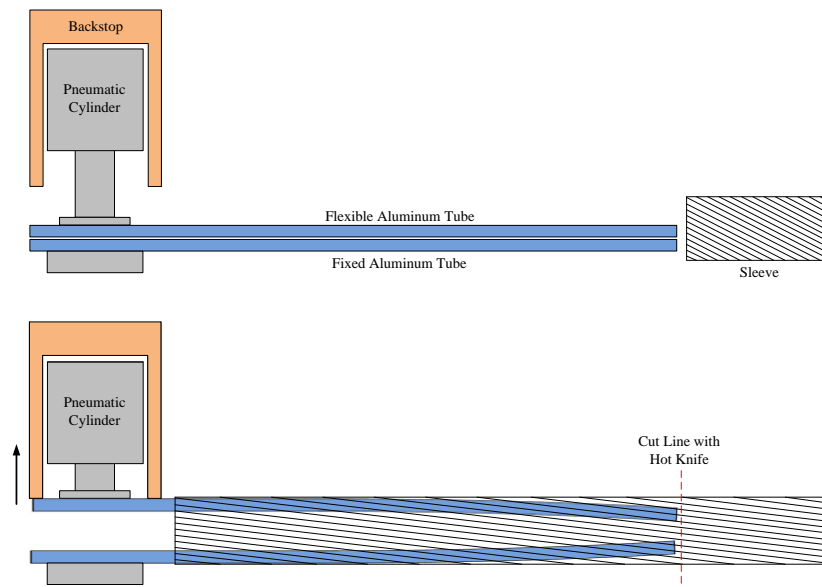 Backstop
Pneumatic
Cylinder
Flexible Aluminum Tube
Fixed Aluminum Tube
Sleeve
Pneumatic
Cylinder
Cut Line with
Hot Knife